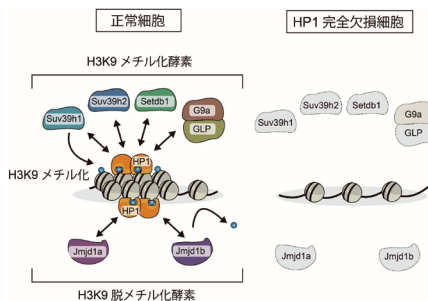 正常細胞
HP1 完全欠損細胞
H3K9 メチル化酵素
Suv39h1
Suv39h2
Setdb1
G9a
GLP
H3K9 メチル化
HP1
HP1
Jmjd1a
Jmjd1b
H3K9 脱メチル化酵素
Suv39h1
Suv39h2
Setdb1
G9a
GLP
Jmjd1a
Jmjd1b